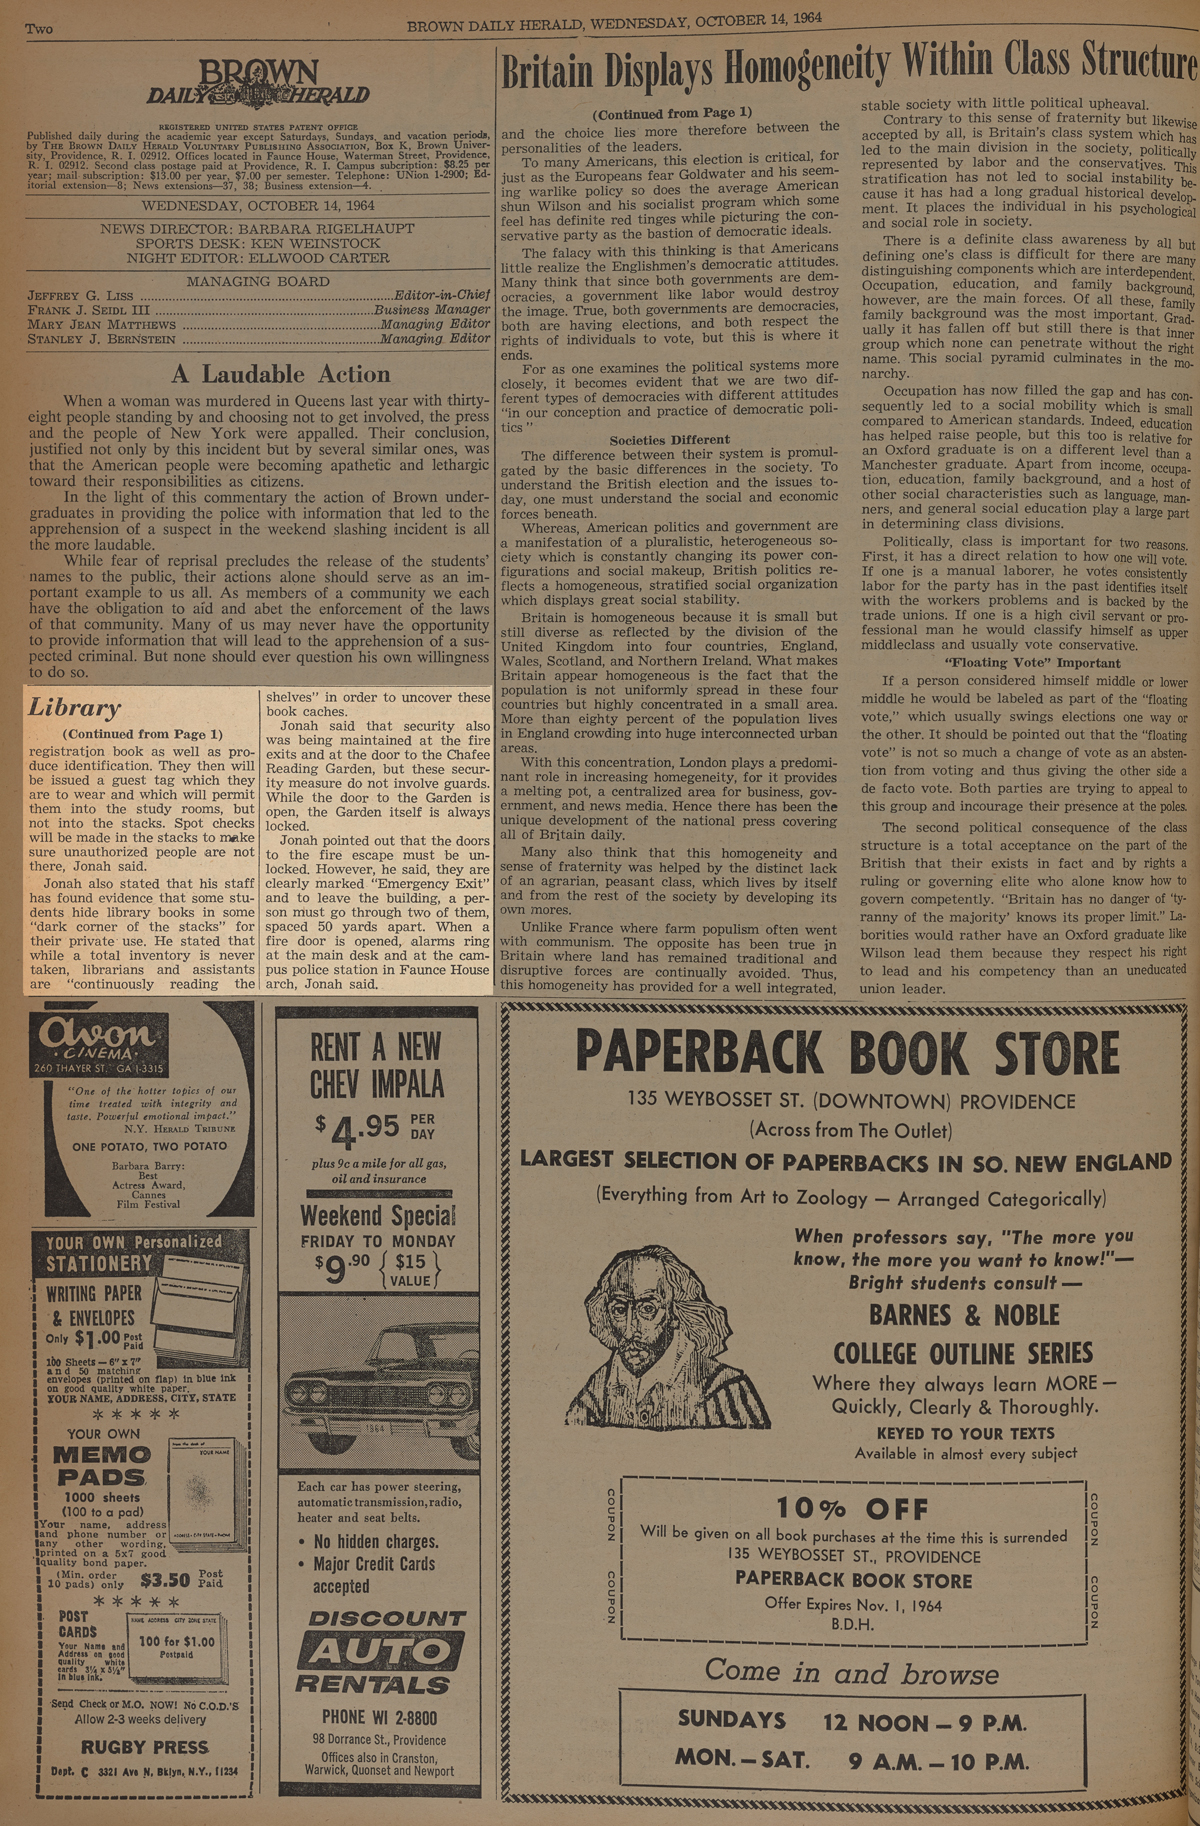 Two
BROWN DAILY HERALD, WEDNESDAY, OCTOBER 14, 1964
BROWN
DAILY HERALD
REGISTERED UNITED STATES PATENT OFFICE
Published daily during the academic year except Saturdays, Sundays, and vacation periods,
by THE BROWN DAILY HERALD VOLUNTARY PUBLISHING ASSOCIATION, Box K, Brown Univer-
sity, Providence, R. I. 02912. Offices located in Faunce House, Waterman Street, Providence,
R. I. 02912. Second class postage paid at Providence, R. I. Campus subcription: $8.25 per
year; mail subscription: $13.00 per year, $7.00 per semester. Telephone: UNion 1-2900; Ed-
itorial extension—8; News extensions—37, 38; Business extension—4.
WEDNESDAY, OCTOBER 14, 1964
NEWS DIRECTOR: BARBARA RIGELHAUPT
SPORTS DESK: KEN WEINSTOCK
NIGHT EDITOR: ELLWOOD CARTER
MANAGING BOARD
JEFFREY G. LISS ....Editor-in-Chief
FRANK J. SEIDL III ....Business Manager
MARY JEAN MATTHEWS ....Managing Editor
STANLEY J. BERNSTEIN ....Managing Editor
A Laudable Action
When a woman was murdered in Queens last year with thirty-
eight people standing by and choosing not to get involved, the press
and the people of New York were appalled. Their conclusion,
justified not only by this incident but by several similar ones, was
that the American people were becoming apathetic and lethargic
toward their responsibilities as citizens.
In the light of this commentary the action of Brown under-
graduates in providing the police with information that led to the
apprehension of a suspect in the weekend slashing incident is all
the more laudable.
While fear of reprisal precludes the release of the students'
names to the public, their actions alone should serve as an im-
portant example to us all. As members of a community we each
have the obligation to aid and abet the enforcement of the laws
of that community. Many of us may never have the opportunity
to provide information that will lead to the apprehension of a sus-
pected criminal. But none should ever question his own willingness
to do so.
Library
(Continued from Page 1)
registration book as well as pro-
duce identification. They then will
be issued a guest tag which they
are to wear and which will permit
them into the study rooms, but
not into the stacks. Spot checks
will be made in the stacks to make
sure unauthorized people are not
there, Jonah said.
Jonah also stated that his staff
has found evidence that some stu-
dents hide library books in some
"dark corner of the stacks" for
their private use. He stated that
while a total inventory is never
taken, librarians and assistants
are "continuously reading the
shelves" in order to uncover these
book caches.
Jonah said that security also
was being maintained at the fire
exits and at the door to the Chafee
Reading Garden, but these secur-
ity measure do not involve guards.
While the door to the Garden is
open, the Garden itself is always
locked.
Jonah pointed out that the doors
to the fire escape must be un-
locked. However, he said, they are
clearly marked "Emergency Exit"
and to leave the building, a per-
son must go through two of them,
spaced 50 yards apart. When a
fire door is opened, alarms ring
at the main desk and at the cam-
pus police station in Faunce House
arch, Jonah said.
Britain Displays Homogeneity Within Class Structure
(Continued from Page 1)
and the choice lies more therefore between the
personalities of the leaders.
To many Americans, this election is critical, for
just as the Europeans fear Goldwater and his seem-
ing warlike policy so does the average American
shun Wilson and his socialist program which some
feel has definite red tinges while picturing the con-
servative party as the bastion of democratic ideals.
The falacy with this thinking is that Americans
little realize the Englishmen's democratic attitudes.
Many think that since both governments are dem-
ocracies, a government like labor would destroy
the image. True, both governments are democracies,
both are having elections, and both respect the
rights of individuals to vote, but this is where it
ends.
For as one examines the political systems more
closely, it becomes evident that we are two dif-
ferent types of democracies with different attitudes
"in our conception and practice of democratic poli-
tics"
Societies Different
The difference between their system is promul-
gated by the basic differences in the society. To
understand the British election and the issues to-
day, one must understand the social and economic
forces beneath.
Whereas, American politics and government are
a manifestation of a pluralistic, heterogeneous so-
ciety which is constantly changing its power con-
figurations and social makeup, British politics re-
flects a homogeneous, stratified social organization
which displays great social stability.
Britain is homogeneous because it is small but
still diverse as reflected by the division of the
United Kingdom into four countries, England,
Wales, Scotland, and Northern Ireland. What makes
Britain appear homogeneous is the fact that the
population is not uniformly spread in these four
countries but highly concentrated in a small area.
More than eighty percent of the population lives
in England crowding into huge interconnected urban
areas.
With this concentration, London plays a predomi-
nant role in increasing homegeneity, for it provides
a melting pot, a centralized area for business, gov-
ernment, and news media. Hence there has been the
unique development of the national press covering
all of Britain daily.
Many also think that this homogeneity and
sense of fraternity was helped by the distinct lack
of an agrarian, peasant class, which lives by itself
and from the rest of the society by developing its
own mores.
Unlike France where farm populism often went
with communism. The opposite has been true in
Britain where land has remained traditional and
disruptive forces are continually avoided. Thus,
this homogeneity has provided for a well integrated,
stable society with little political upheaval.
Contrary to this sense of fraternity but likewise
accepted by all, is Britain's class system which has
led to the main division in the society, politically
represented by labor and the conservatives. This
stratification has not led to social instability be-
cause it has had a long gradual historical develop-
ment. It places the individual in his psychological
and social role in society.
There is a definite class awareness by all but
defining one's class is difficult for there are many
distinguishing components which are interdependent.
Occupation, education, and family background,
however, are the main forces. Of all these, family
family background was the most important. Grad-
ually it has fallen off but still there is that inner
group which none can penetrate without the right
name. This social pyramid culminates in the mo-
narchy.
Occupation has now filled the gap and has con-
sequently led to a social mobility which is small
compared to American standards. Indeed, education
has helped raise people, but this too is relative for
an Oxford graduate is on a different level than a
Manchester graduate. Apart from income, occupa-
tion, education, family background, and a host of
other social characteristics such as language, man-
ners, and general social education play a large part
in determining class divisions.
Politically, class is important for two reasons.
First, it has a direct relation to how one will vote.
If one is a manual laborer, he votes consistently
labor for the party has in the past identifies itself
with the workers problems and is backed by the
trade unions. If one is a high civil servant or pro-
fessional man he would classify himself as upper
middleclass and usually vote conservative.
"Floating Vote" Important
If a person considered himself middle or lower
middle he would be labeled as part of the "floating
vote," which usually swings elections one way or
the other. It should be pointed out that the "floating
vote" is not so much a change of vote as an absten-
tion from voting and thus giving the other side a
de facto vote. Both parties are trying to appeal to
this group and incourage their presence at the poles.
The second political consequence of the class
structure is a total acceptance on the part of the
British that their exists in fact and by rights a
ruling or governing elite who alone know how to
govern competently. "Britain has no danger of 'ty-
ranny of the majority' knows its proper limit." La-
borities would rather have an Oxford graduate like
Wilson lead them because they respect his right
to lead and his competency than an uneducated
union leader.
avon
• CINEMA •
260 THAYER ST. GA 1-3315
"One of the hotter topics of our
time treated with integrity and
taste. Powerful emotional impact."
N.Y. HERALD TRIBUNE
ONE POTATO, TWO POTATO
Barbara Barry:
Best
Actress Award,
Cannes
Film Festival
YOUR OWN Personalized
STATIONERY
WRITING PAPER
& ENVELOPES
Only $1.00 Post Paid
100 Sheets — 6" x 7"
and 50 matching
envelopes (printed on flap) in blue ink
on good quality white paper.
YOUR NAME, ADDRESS, CITY, STATE
* * * * *
YOUR OWN
MEMO
PADS
1000 sheets
(100 to a pad)
Your name, address
and phone number or
any other wording,
printed on a 5x7 good
quality bond paper.
(Min. order
10 pads) only $3.50 Post Paid
from the desk of
YOUR NAME
ADDRESS • CITY STATE • PHONE
* * * * *
POST
CARDS
Your Name and
Address on good
quality white
cards 3¼ x 5½"
in blue ink.
NAME ADDRESS CITY ZONE STATE
100 for $1.00
Postpaid
Send Check or M.O. NOW! No C.O.D.'S
Allow 2-3 weeks delivery
RUGBY PRESS
Dept. C 3321 Ave N, Bklyn, N.Y., 11234
RENT A NEW
CHEV IMPALA
$4.95 PER DAY
plus 9c a mile for all gas,
oil and insurance
Weekend Special
FRIDAY TO MONDAY
$9.90 { $15 VALUE }
1964
Each car has power steering,
automatic transmission, radio,
heater and seat belts.
• No hidden charges.
• Major Credit Cards
accepted
DISCOUNT
AUTO
RENTALS
PHONE WI 2-8800
98 Dorrance St., Providence
Offices also in Cranston,
Warwick, Quonset and Newport
PAPERBACK BOOK STORE
135 WEYBOSSET ST. (DOWNTOWN) PROVIDENCE
(Across from The Outlet)
LARGEST SELECTION OF PAPERBACKS IN SO. NEW ENGLAND
(Everything from Art to Zoology — Arranged Categorically)
When professors say, "The more you
know, the more you want to know!"—
Bright students consult —
BARNES & NOBLE
COLLEGE OUTLINE SERIES
Where they always learn MORE —
Quickly, Clearly & Thoroughly.
KEYED TO YOUR TEXTS
Available in almost every subject
COUPON
COUPON
10% OFF
Will be given on all book purchases at the time this is surrendered
135 WEYBOSSET ST., PROVIDENCE
PAPERBACK BOOK STORE
Offer Expires Nov. 1, 1964
B.D.H.
COUPON
COUPON
Come in and browse
SUNDAYS 12 NOON — 9 P.M.
MON. — SAT. 9 A.M. — 10 P.M.